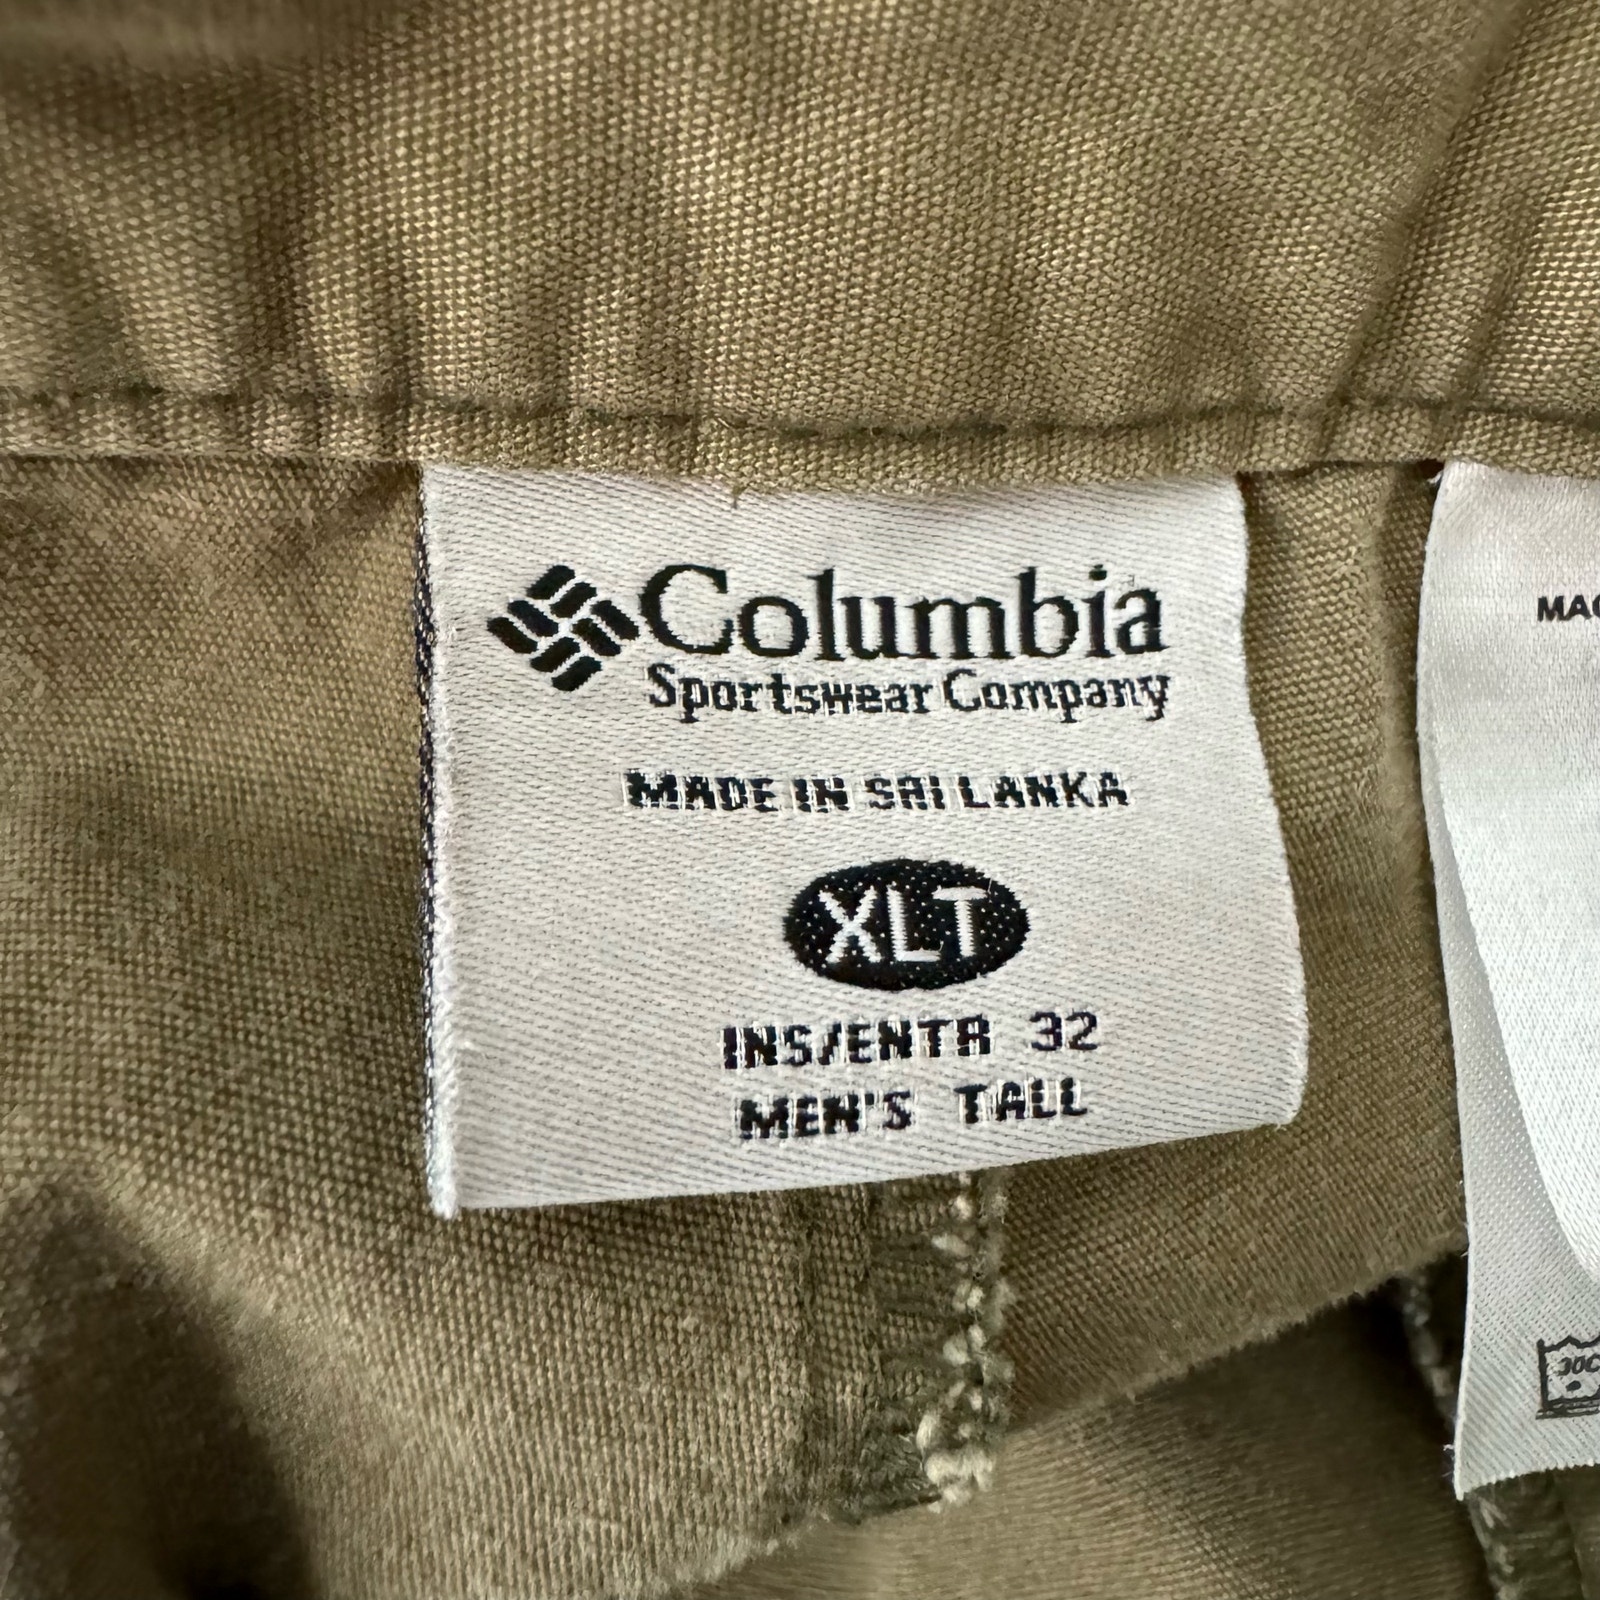 Columbia
Sportswear Company
MADE IN SRI LANKA
XLT
INS/ENTR 32
MEN'S TALL